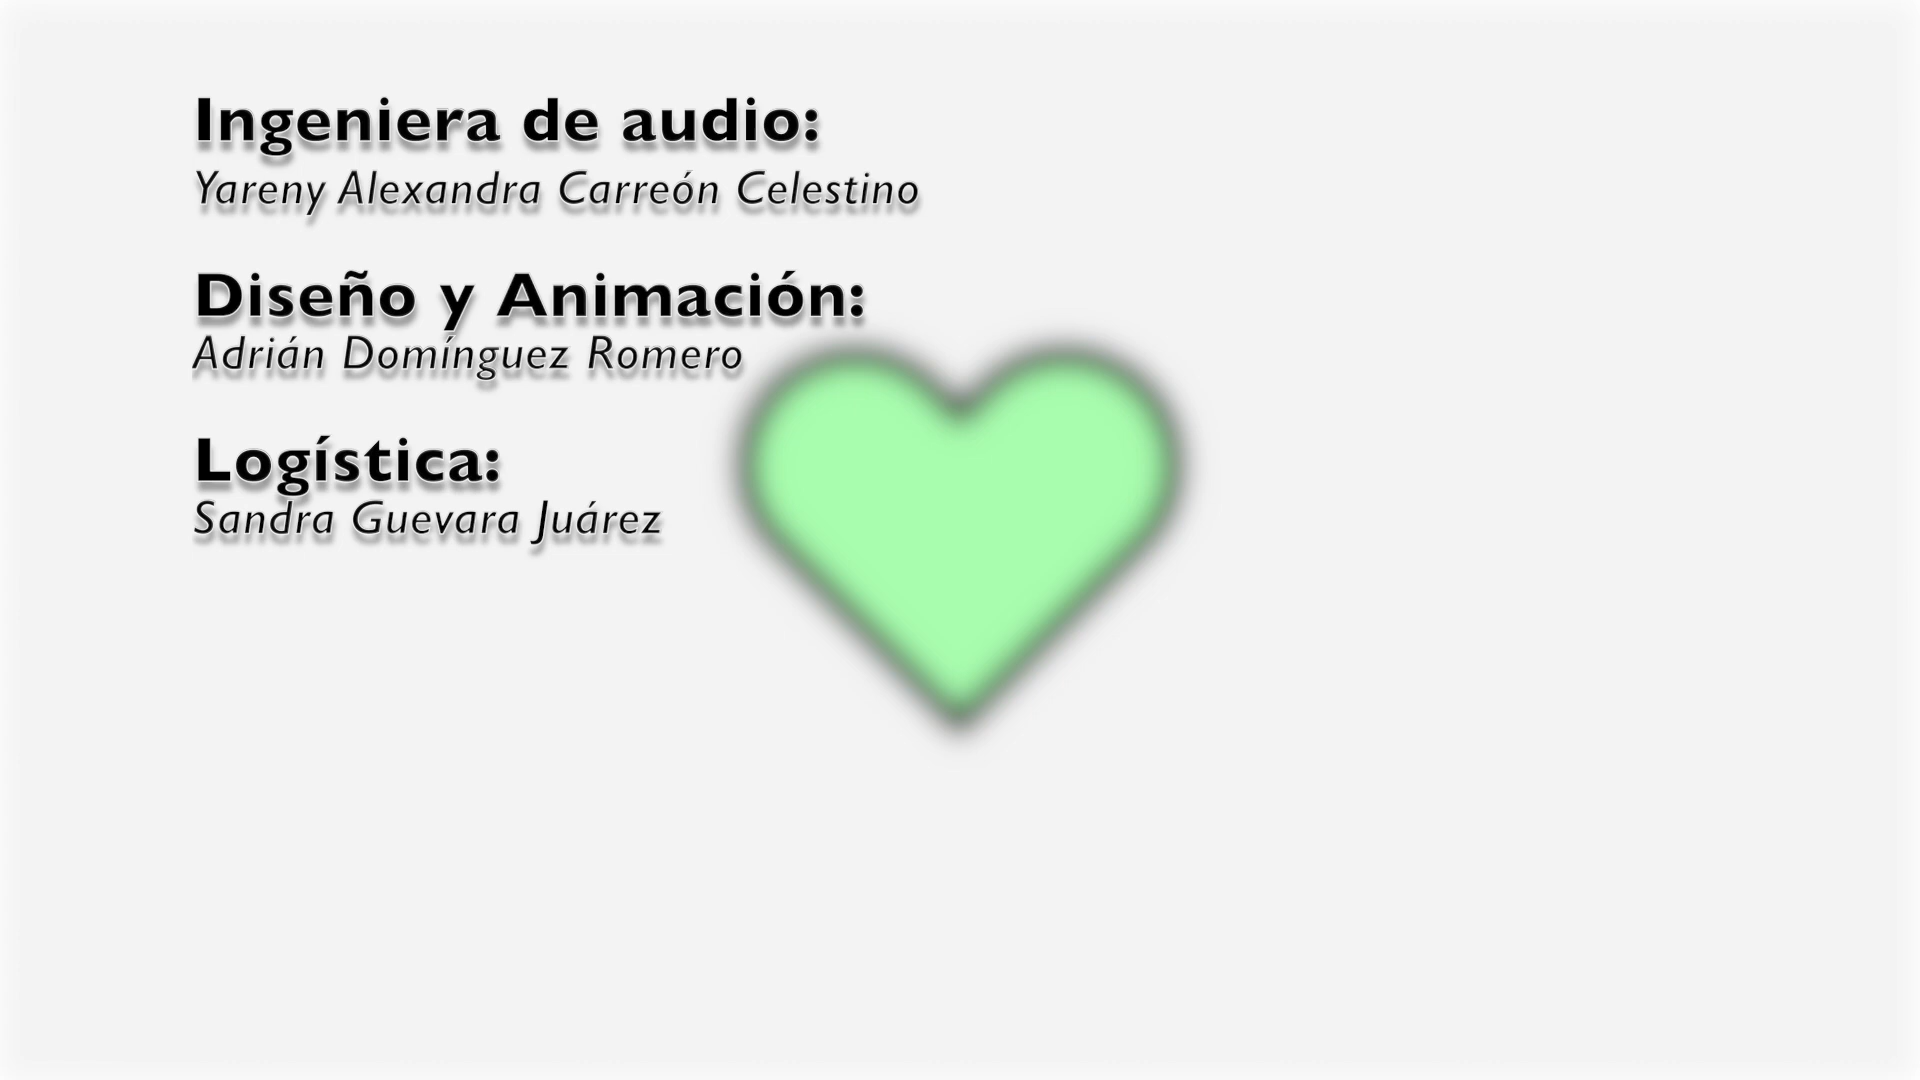 Ingeniera de audio:
Yareny Alexandra Carreón Celestino
Diseño y Animación:
Adrián Domínguez Romero
Logística:
Sandra Guevara Juárez